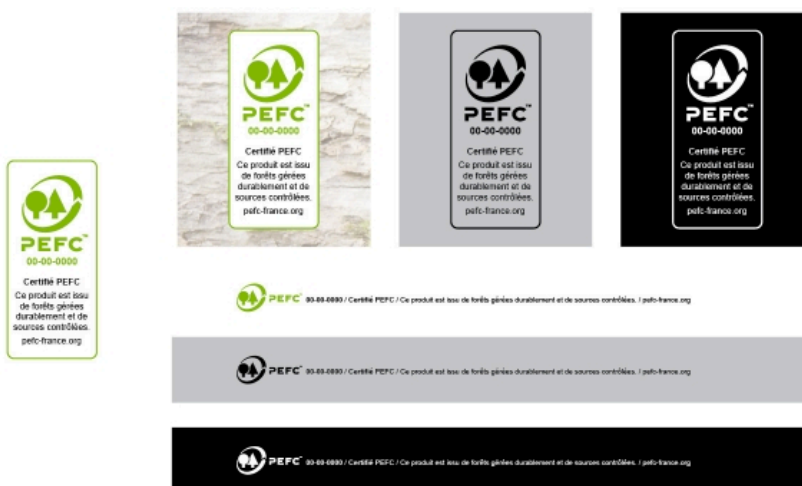 PEFC™
00-00-0000
Certifié PEFC
Ce produit est issu
de forêts gérées
durablement et de
sources contrôlées.
pefc-france.org
PEFC™
00-00-0000
Certifié PEFC
Ce produit est issu
de forêts gérées
durablement et de
sources contrôlées.
pefc-france.org
PEFC™
00-00-0000
Certifié PEFC
Ce produit est issu
de forêts gérées
durablement et de
sources contrôlées.
pefc-france.org
PEFC™
00-00-0000
Certifié PEFC
Ce produit est issu
de forêts gérées
durablement et de
sources contrôlées.
pefc-france.org
PEFC™ 00-00-0000 / Certifié PEFC / Ce produit est issu de forêts gérées durablement et de sources contrôlées. / pefc-france.org
PEFC™ 00-00-0000 / Certifié PEFC / Ce produit est issu de forêts gérées durablement et de sources contrôlées. / pefc-france.org
PEFC™ 00-00-0000 / Certifié PEFC / Ce produit est issu de forêts gérées durablement et de sources contrôlées. / pefc-france.org